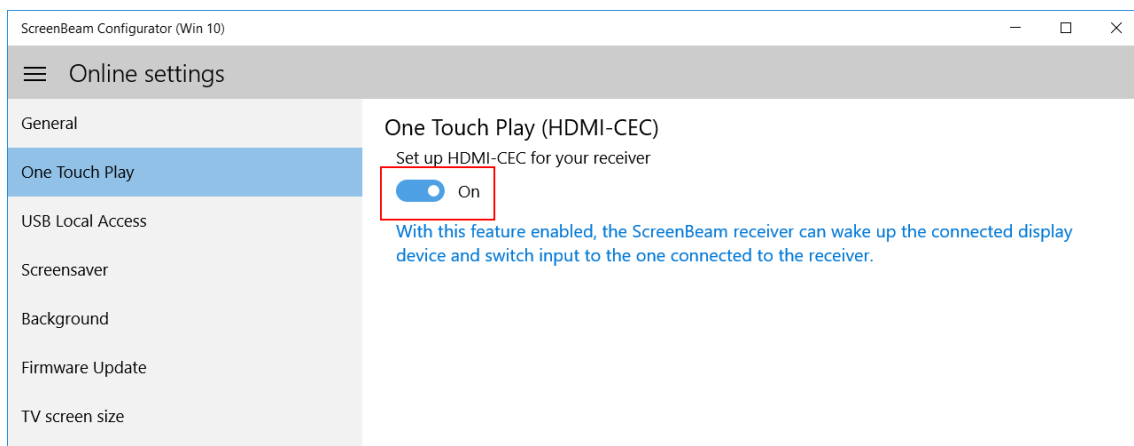 ScreenBeam Configurator (Win 10)
Online settings
General
One Touch Play
USB Local Access
Screensaver
Background
Firmware Update
TV screen size
One Touch Play (HDMI-CEC)
Set up HDMI-CEC for your receiver
On
With this feature enabled, the ScreenBeam receiver can wake up the connected display
device and switch input to the one connected to the receiver.